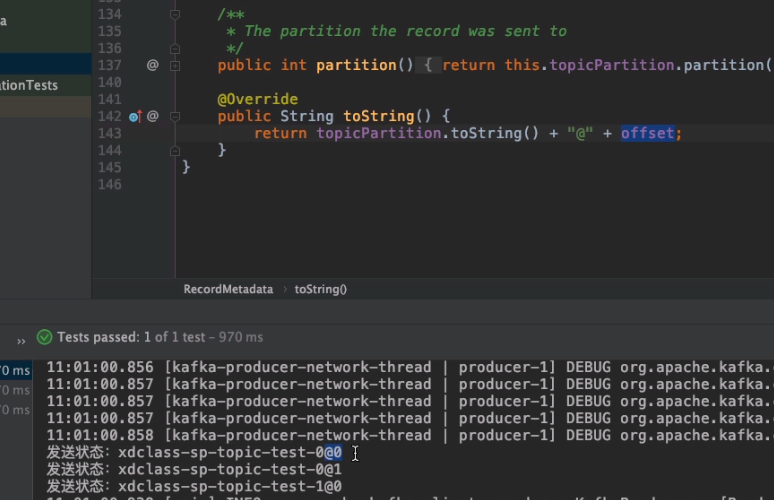 a
ationTests
134 /**
135 * The partition the record was sent to
136 */
137 @ public int partition() { return this.topicPartition.partition(
140
141 @Override
142 @ public String toString() {
143 return topicPartition.toString() + "@" + offset;
144 }
145 }
146
RecordMetadata › toString()
›› Tests passed: 1 of 1 test – 970 ms
70 ms 11:01:00.856 [kafka-producer-network-thread | producer-1] DEBUG org.apache.kafka.
11:01:00.857 [kafka-producer-network-thread | producer-1] DEBUG org.apache.kafka.
70 ms 11:01:00.857 [kafka-producer-network-thread | producer-1] DEBUG org.apache.kafka.
70 ms 11:01:00.857 [kafka-producer-network-thread | producer-1] DEBUG org.apache.kafka.
11:01:00.858 [kafka-producer-network-thread | producer-1] DEBUG org.apache.kafka.
发送状态：xdclass-sp-topic-test-0@0
发送状态：xdclass-sp-topic-test-0@1
发送状态：xdclass-sp-topic-test-1@0